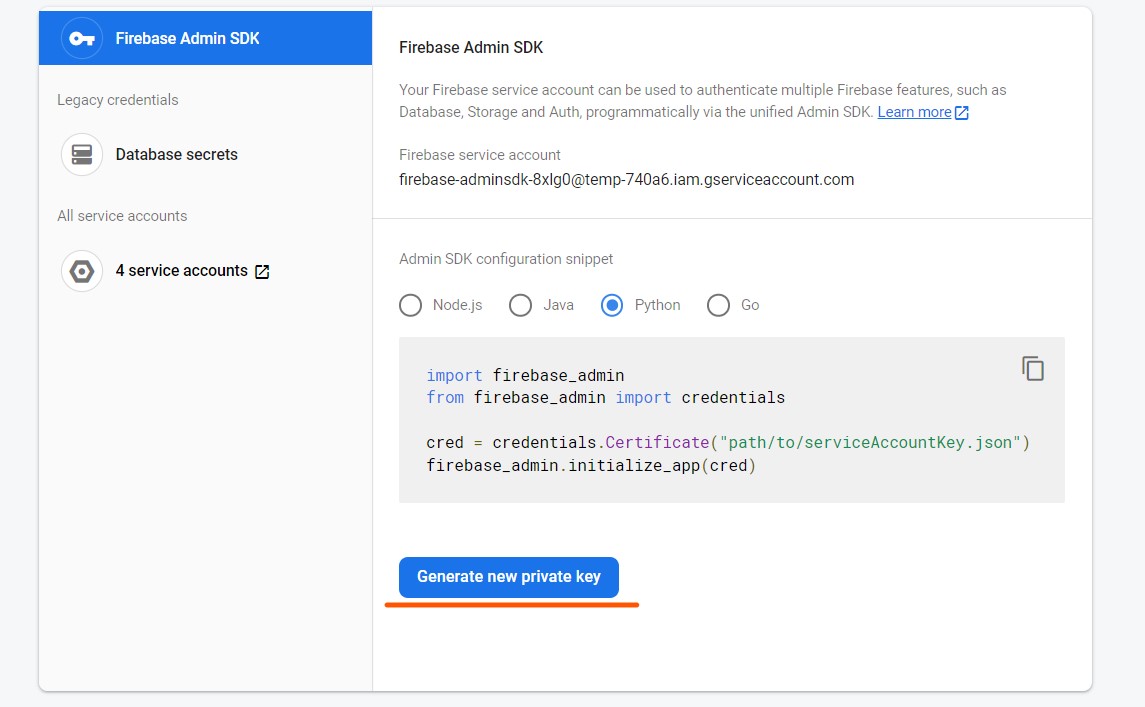 Firebase Admin SDK
Legacy credentials
Database secrets
All service accounts
4 service accounts
Firebase Admin SDK
Your Firebase service account can be used to authenticate multiple Firebase features, such as
Database, Storage and Auth, programmatically via the unified Admin SDK. Learn more
Firebase service account
firebase-adminsdk-8xlg0@temp-740a6.iam.gserviceaccount.com
Admin SDK configuration snippet
Node.js Java Python Go
import firebase_admin
from firebase_admin import credentials
cred = credentials.Certificate("path/to/serviceAccountKey.json")
firebase_admin.initialize_app(cred)
Generate new private key